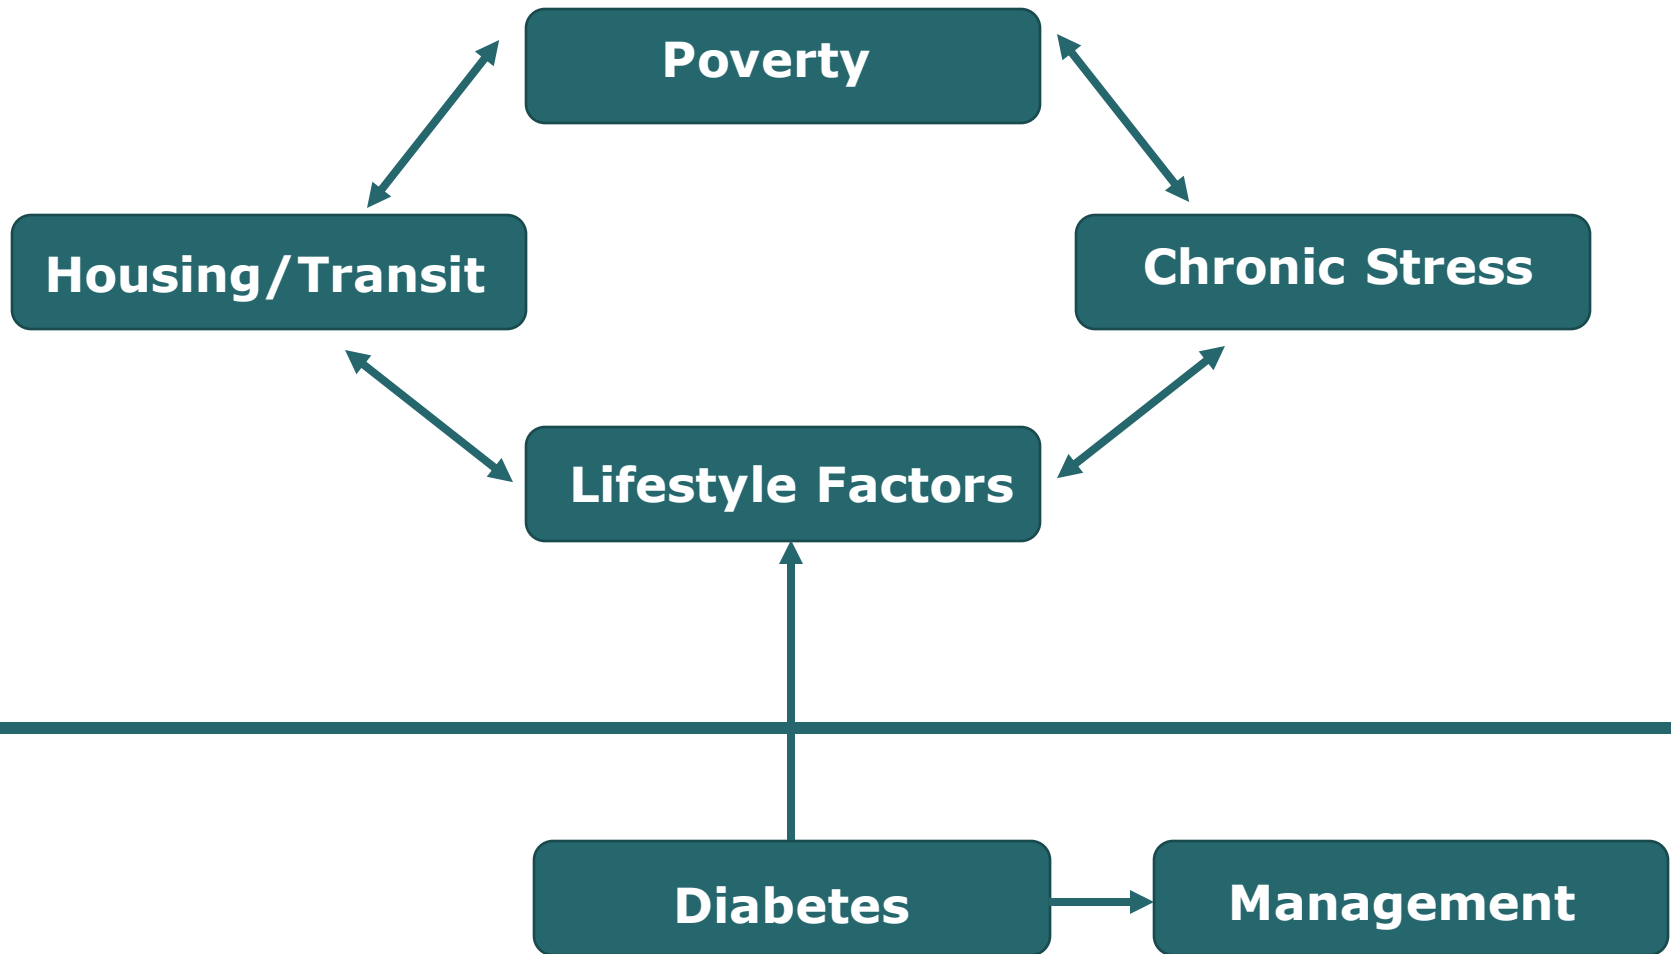 Poverty
Housing/Transit
Chronic Stress
Lifestyle Factors
Diabetes
Management